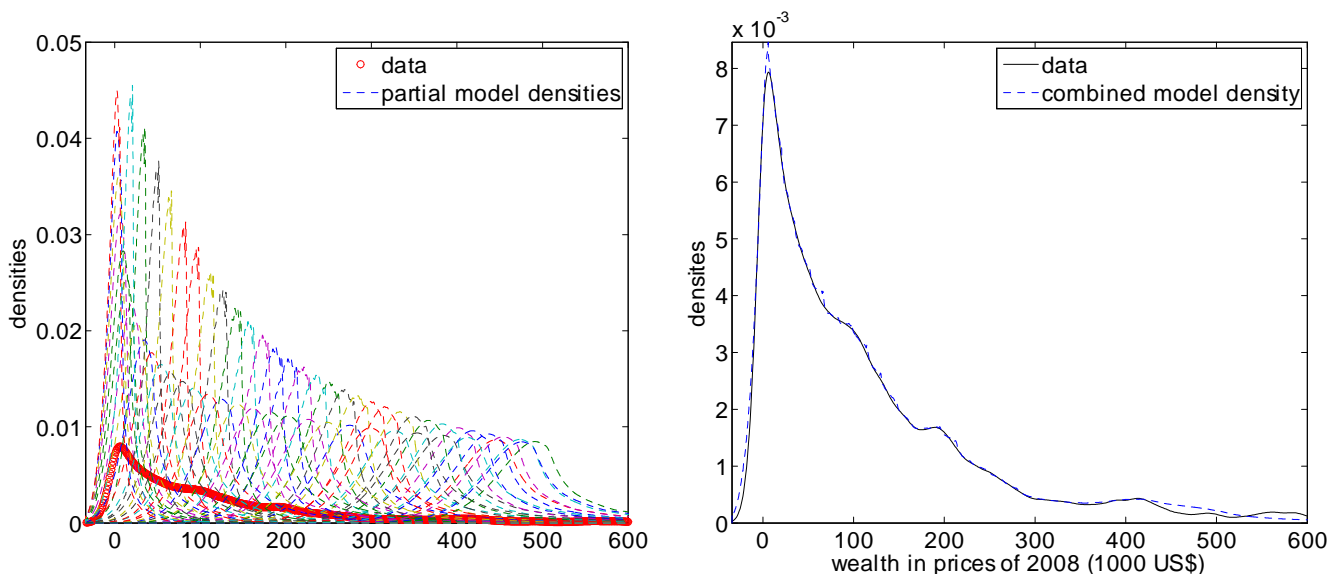 0.05
0.04
0.03
0.02
0.01
0
densities
0 100 200 300 400 500 600
data
partial model densities
x 10^-3
8
7
6
5
4
3
2
1
0
densites
0 100 200 300 400 500 600
wealth in prices of 2008 (1000 US$)
data
combined model density